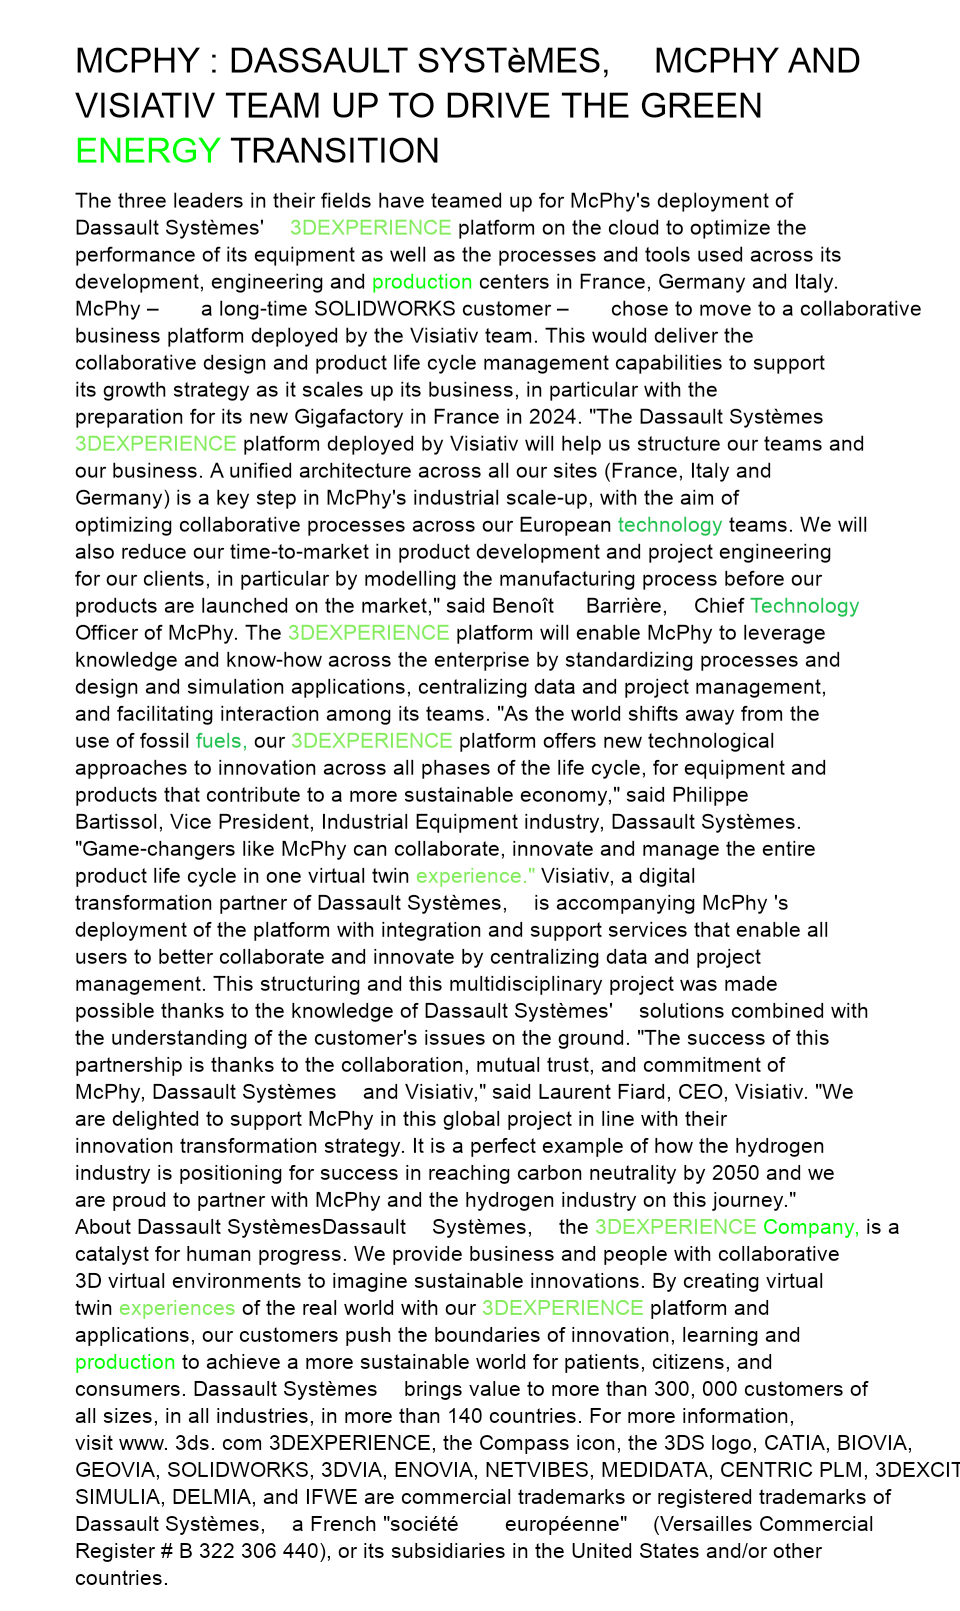 MCPHY : DASSAULT SYSTèMES, MCPHY AND
VISIATIV TEAM UP TO DRIVE THE GREEN
ENERGY TRANSITION
The three leaders in their fields have teamed up for McPhy's deployment of
Dassault Systèmes' 3DEXPERIENCE platform on the cloud to optimize the
performance of its equipment as well as the processes and tools used across its
development, engineering and production centers in France, Germany and Italy.
McPhy – a long-time SOLIDWORKS customer – chose to move to a collaborative
business platform deployed by the Visiativ team. This would deliver the
collaborative design and product life cycle management capabilities to support
its growth strategy as it scales up its business, in particular with the
preparation for its new Gigafactory in France in 2024. "The Dassault Systèmes
3DEXPERIENCE platform deployed by Visiativ will help us structure our teams and
our business. A unified architecture across all our sites (France, Italy and
Germany) is a key step in McPhy's industrial scale-up, with the aim of
optimizing collaborative processes across our European technology teams. We will
also reduce our time-to-market in product development and project engineering
for our clients, in particular by modelling the manufacturing process before our
products are launched on the market," said Benoît Barrière, Chief Technology
Officer of McPhy. The 3DEXPERIENCE platform will enable McPhy to leverage
knowledge and know-how across the enterprise by standardizing processes and
design and simulation applications, centralizing data and project management,
and facilitating interaction among its teams. "As the world shifts away from the
use of fossil fuels, our 3DEXPERIENCE platform offers new technological
approaches to innovation across all phases of the life cycle, for equipment and
products that contribute to a more sustainable economy," said Philippe
Bartissol, Vice President, Industrial Equipment industry, Dassault Systèmes.
"Game-changers like McPhy can collaborate, innovate and manage the entire
product life cycle in one virtual twin experience." Visiativ, a digital
transformation partner of Dassault Systèmes, is accompanying McPhy 's
deployment of the platform with integration and support services that enable all
users to better collaborate and innovate by centralizing data and project
management. This structuring and this multidisciplinary project was made
possible thanks to the knowledge of Dassault Systèmes' solutions combined with
the understanding of the customer's issues on the ground. "The success of this
partnership is thanks to the collaboration, mutual trust, and commitment of
McPhy, Dassault Systèmes and Visiativ," said Laurent Fiard, CEO, Visiativ. "We
are delighted to support McPhy in this global project in line with their
innovation transformation strategy. It is a perfect example of how the hydrogen
industry is positioning for success in reaching carbon neutrality by 2050 and we
are proud to partner with McPhy and the hydrogen industry on this journey."
About Dassault SystèmesDassault Systèmes, the 3DEXPERIENCE Company, is a
catalyst for human progress. We provide business and people with collaborative
3D virtual environments to imagine sustainable innovations. By creating virtual
twin experiences of the real world with our 3DEXPERIENCE platform and
applications, our customers push the boundaries of innovation, learning and
production to achieve a more sustainable world for patients, citizens, and
consumers. Dassault Systèmes brings value to more than 300, 000 customers of
all sizes, in all industries, in more than 140 countries. For more information,
visit www. 3ds. com 3DEXPERIENCE, the Compass icon, the 3DS logo, CATIA, BIOVIA,
GEOVIA, SOLIDWORKS, 3DVIA, ENOVIA, NETVIBES, MEDIDATA, CENTRIC PLM, 3DEXCIT
SIMULIA, DELMIA, and IFWE are commercial trademarks or registered trademarks of
Dassault Systèmes, a French "société européenne" (Versailles Commercial
Register # B 322 306 440), or its subsidiaries in the United States and/or other
countries.